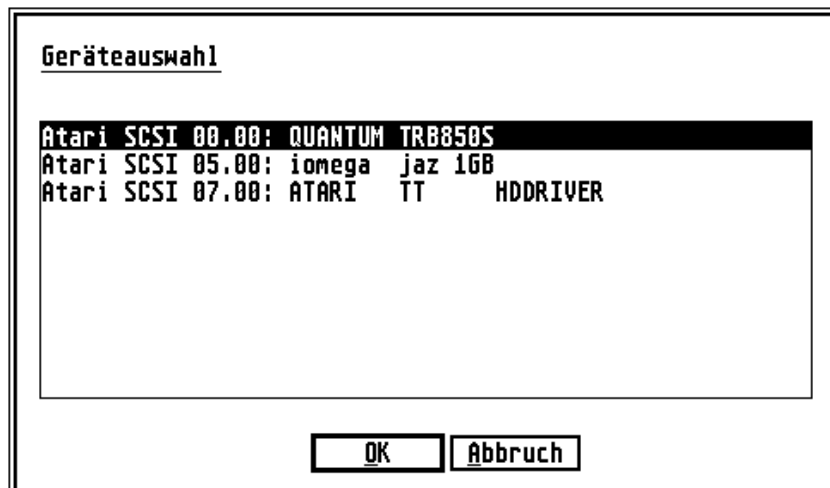 Geräteauswahl
Atari SCSI 00.00: QUANTUM TRB850S
Atari SCSI 05.00: iomega jaz 1GB
Atari SCSI 07.00: ATARI TT HDDRIVER
OK Abbruch